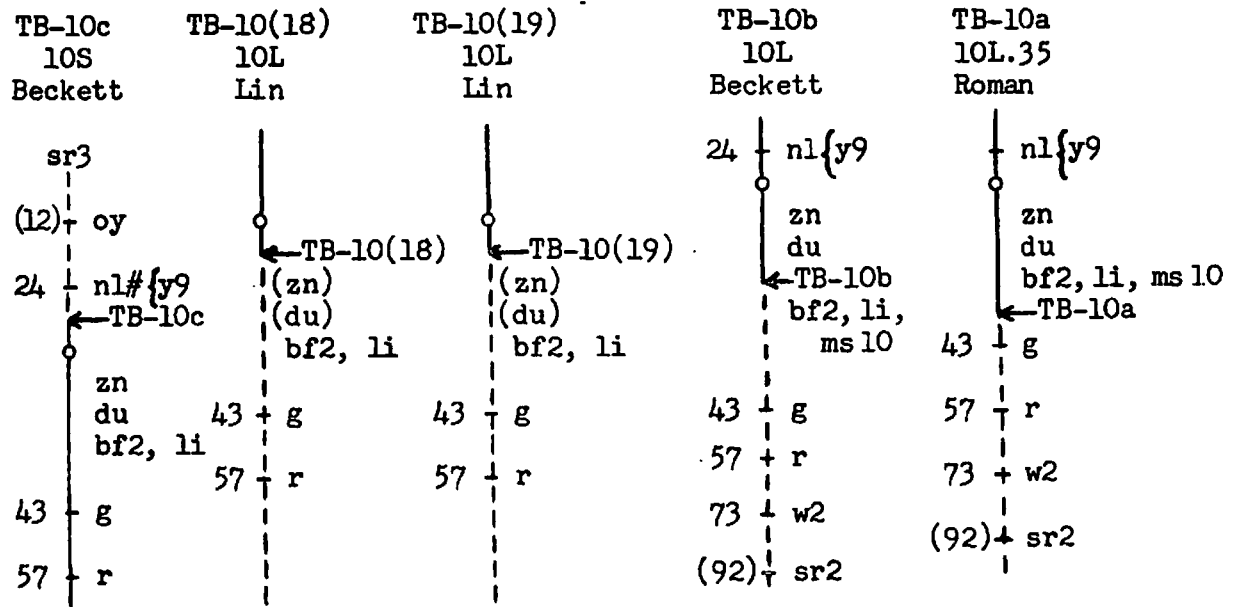 TB-10c
10S
Beckett
sr3
(12) oy
24 nl#{y9
TB-10c
zn
du
bf2, li
43 g
57 r
TB-10(18)
10L
Lin
TB-10(18)
(zn)
(du)
bf2, li
43 g
57 r
TB-10(19)
10L
Lin
TB-10(19)
(zn)
(du)
bf2, li
43 g
57 r
TB-10b
10L
Beckett
24 nl{y9
zn
du
TB-10b
bf2, li,
ms 10
43 g
57 r
73 w2
(92) sr2
TB-10a
10L.35
Roman
nl{y9
zn
du
bf2, li, ms 10
TB-10a
43 g
57 r
73 w2
(92) sr2